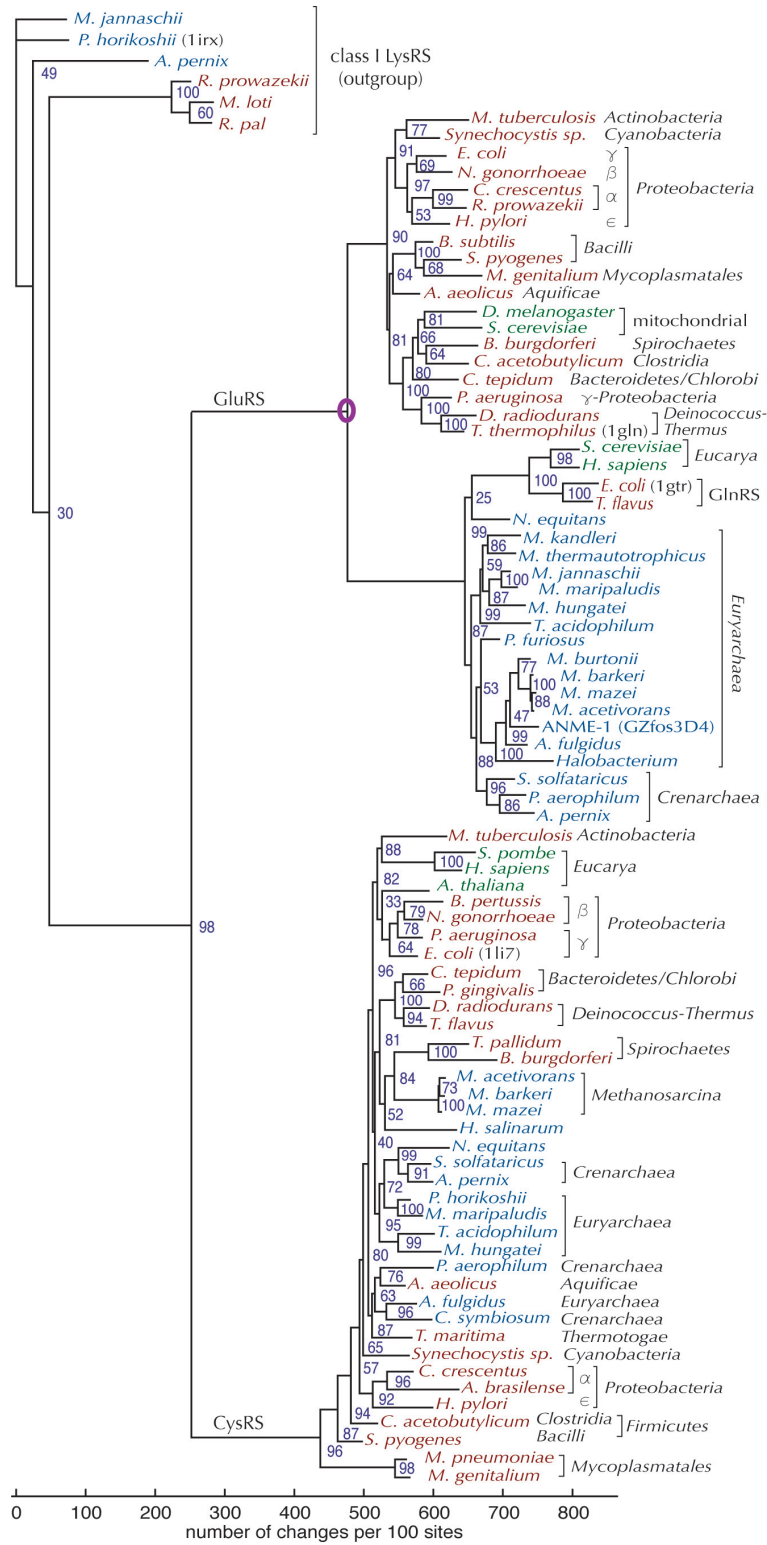 M. jannaschii
P. horikoshii (1irx)
A. pernix
49
R. prowazekii
100
M. loti
60
R. pal
class I LysRS
(outgroup)
M. tuberculosis Actinobacteria
77
Synechocystis sp. Cyanobacteria
91
E. coli γ
69
N. gonorrhoeae β
97
C. crescentus
99
α
Proteobacteria
R. prowazekii
53
H. pylori ϵ
90
B. subtilis
100
Bacilli
S. pyogenes
68
64
M. genitalium Mycoplasmatales
A. aeolicus Aquificae
D. melanogaster
81
mitochondrial
S. cerevisiae
81
66
B. burgdorferi Spirochaetes
64
C. acetobutylicum Clostridia
80
C. tepidum Bacteroidetes/Chlorobi
100
P. aeruginosa γ-Proteobacteria
100
D. radiodurans Deinococcus-
100
T. thermophilus (1gln) Thermus
GluRS
S. cerevisiae
98
Eucarya
H. sapiens
100
E. coli (1gtr)
100
GlnRS
T. flavus
25
N. equitans
99
M. kandleri
86
M. thermautotrophicus
59
M. jannaschii
100
M. maripaludis
87
M. hungatei
99
T. acidophilum
87
P. furiosus
Euryarchaea
M. burtonii
77
M. barkeri
100
53
M. mazei
88
M. acetivorans
47
ANME-1 (GZfos3D4)
99
A. fulgidus
100
88
Halobacterium
S. solfataricus
96
P. aerophilum Crenarchaea
86
A. pernix
30
98
M. tuberculosis Actinobacteria
88
S. pombe
100
Eucarya
H. sapiens
82
A. thaliana
33
B. pertussis
79
β
N. gonorrhoeae
Proteobacteria
78
P. aeruginosa
γ
64
E. coli (1li7)
96
C. tepidum
66
Bacteroidetes/Chlorobi
P. gingivalis
100
D. radiodurans
94
Deinococcus-Thermus
T. flavus
81
T. pallidum
100
Spirochaetes
B. burgdorferi
84
M. acetivorans
73
M. barkeri Methanosarcina
100
M. mazei
52
H. salinarum
40
N. equitans
99
S. solfataricus
91
Crenarchaea
A. pernix
72
P. horikoshii
100
M. maripaludis
Euryarchaea
95
T. acidophilum
99
M. hungatei
80
P. aerophilum Crenarchaea
76
A. aeolicus Aquificae
63
A. fulgidus Euryarchaea
96
C. symbiosum Crenarchaea
87
T. maritima Thermotogae
65
Synechocystis sp. Cyanobacteria
57
C. crescentus
96
α
Proteobacteria
A. brasilense
92
H. pylori ϵ
94
C. acetobutylicum Clostridia
Firmicutes
87
S. pyogenes Bacilli
CysRS
96
M. pneumoniae
98
Mycoplasmatales
M. genitalium
0 100 200 300 400 500 600 700 800
number of changes per 100 sites